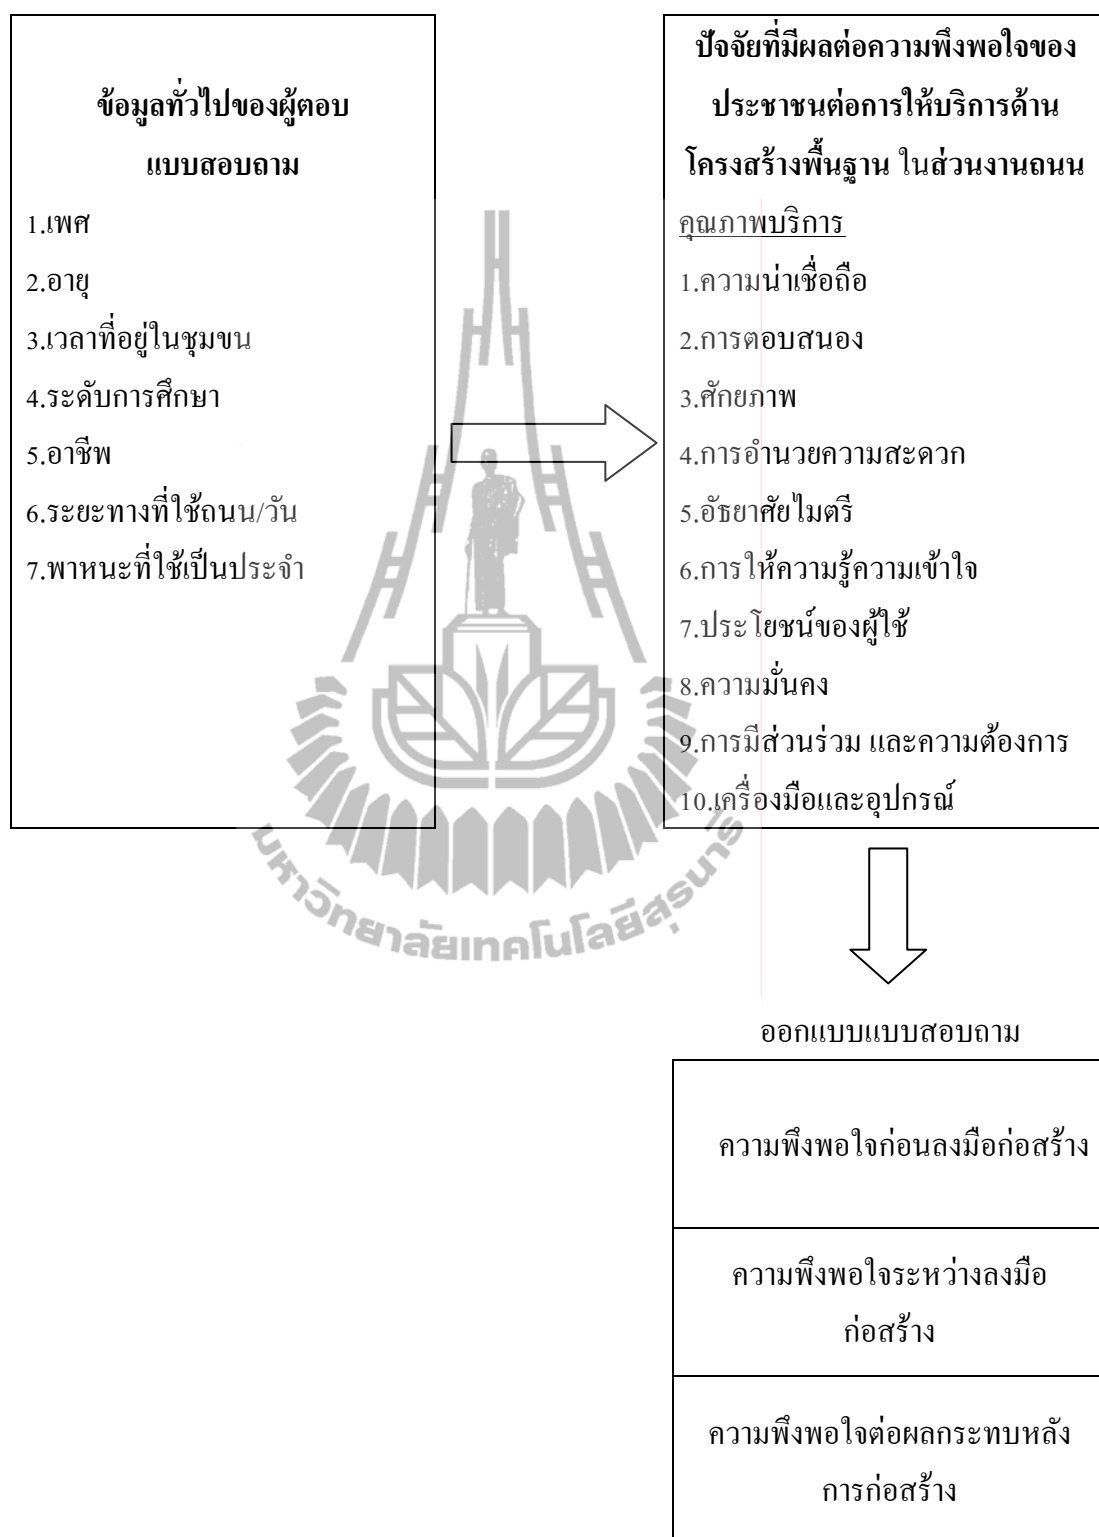 ข้อมูลทั่วไปของผู้ตอบ
แบบสอบถาม
1.เพศ
2.อายุ
3.เวลาที่อยู่ในชุมขน
4.ระดับการศึกษา
5.อาชีพ
6.ระยะทางที่ใช้ถนน/วัน
7.พาหนะที่ใช้เป็นประจำ
ปัจจัยที่มีผลต่อความพึงพอใจของ
ประชาชนต่อการให้บริการด้าน
โครงสร้างพื้นฐาน ในส่วนงานถนน
คุณภาพบริการ
1.ความน่าเชื่อถือ
2.การตอบสนอง
3.ศักยภาพ
4.การอำนวยความสะดวก
5.อัธยาศัยไมตรี
6.การให้ความรู้ความเข้าใจ
7.ประโยชน์ของผู้ใช้
8.ความมั่นคง
9.การมีส่วนร่วม และความต้องการ
10.เครื่องมือและอุปกรณ์
มหาวิทยาลัยเทคโนโลยีสุรนารี
ออกแบบแบบสอบถาม
ความพึงพอใจก่อนลงมือก่อสร้าง
ความพึงพอใจระหว่างลงมือ
ก่อสร้าง
ความพึงพอใจต่อผลกระทบหลัง
การก่อสร้าง